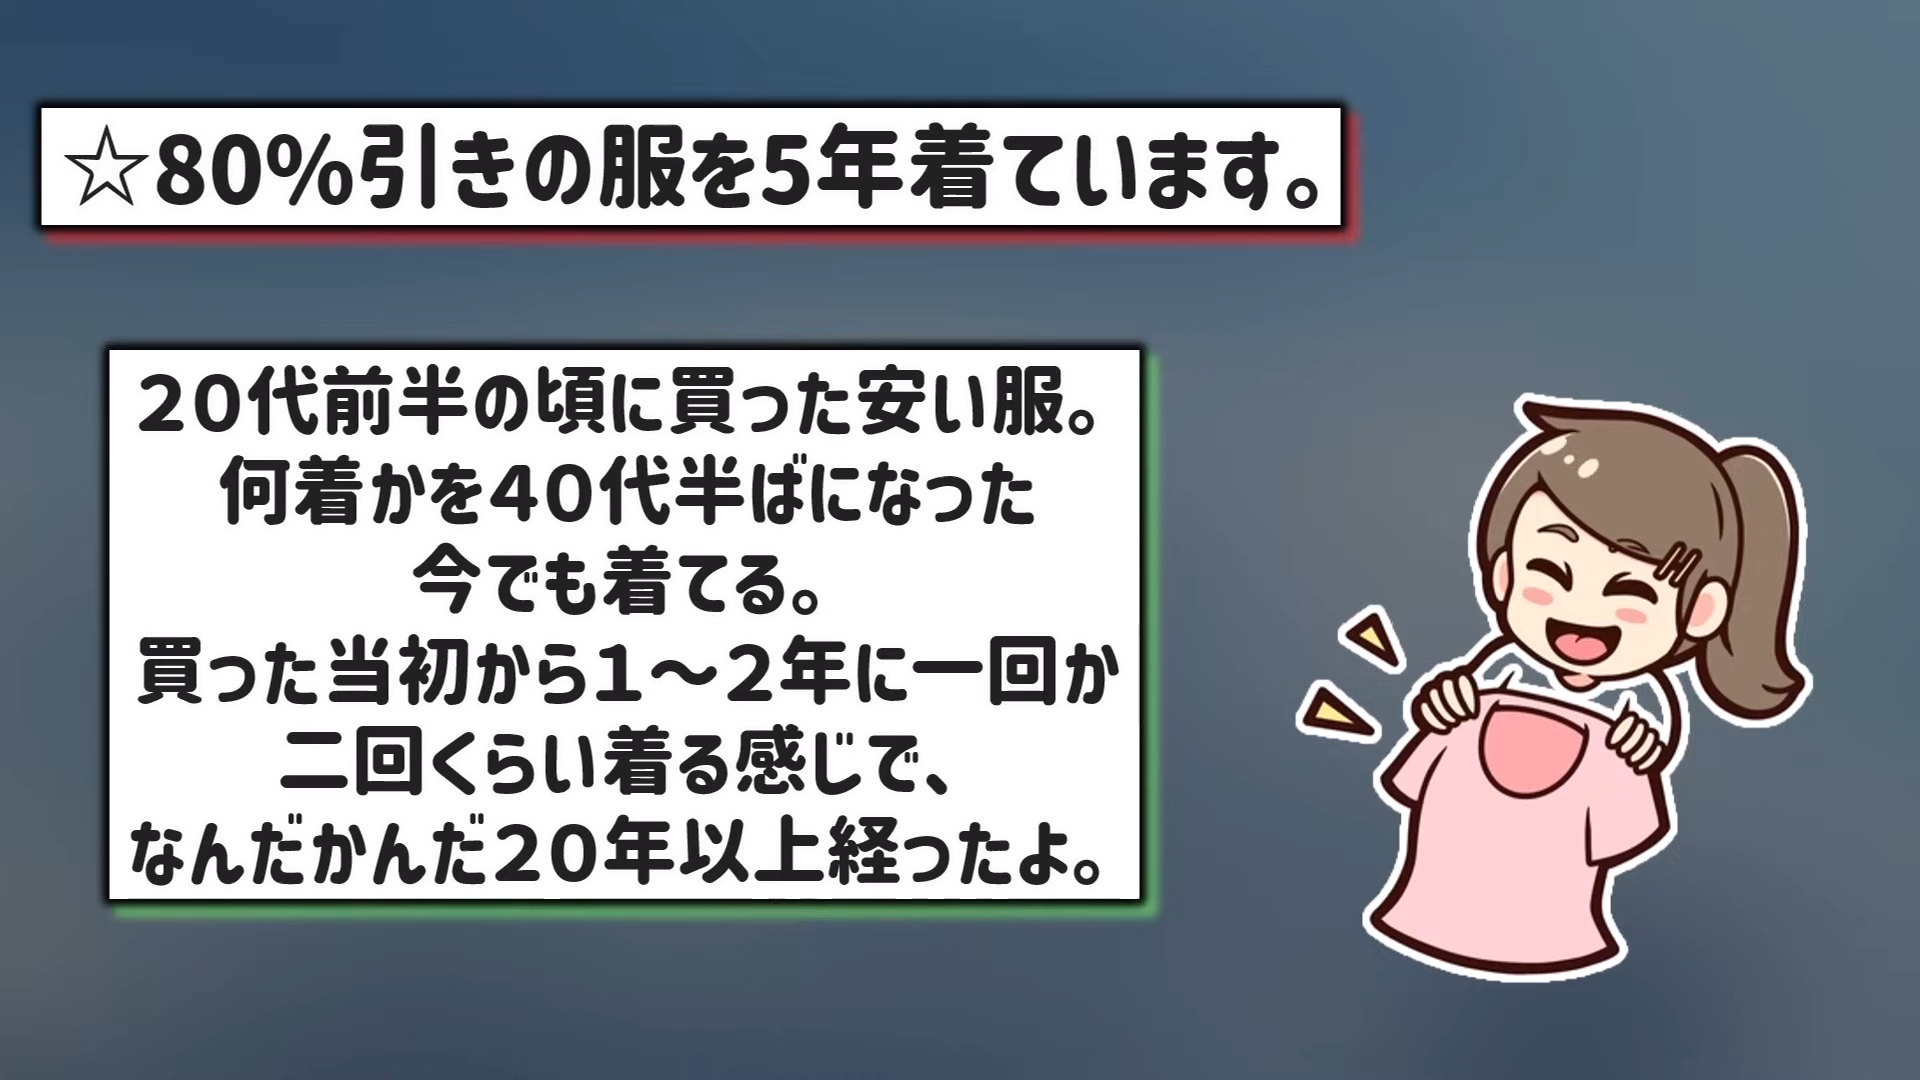 ☆80%引きの服を5年着ています。
２０代前半の頃に買った安い服。
何着かを４０代半ばになった
今でも着てる。
買った当初から１～２年に一回か
二回くらい着る感じで、
なんだかんだ２０年以上経ったよ。